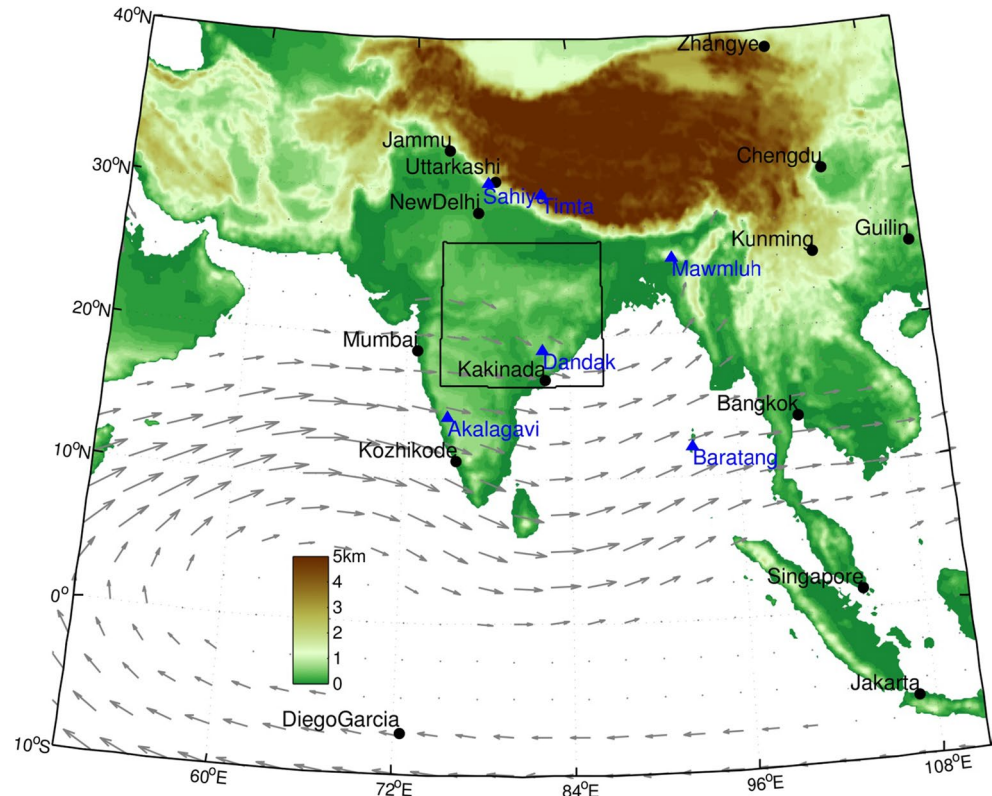 40°N
Zhangye
Jammu
Chengdu
30°N
Uttarkashi
Sahiya
Timta
NewDelhi
Guilin
Kunming
Mawmluh
20°N
Mumbai
Dandak
Kakinada
Bangkok
Akalagavi
10°N
Kozhikode
Baratang
5km
4
3
2
1
0
Singapore
0°
Jakarta
DiegoGarcia
10°S
60°E
72°E
84°E
96°E
108°E